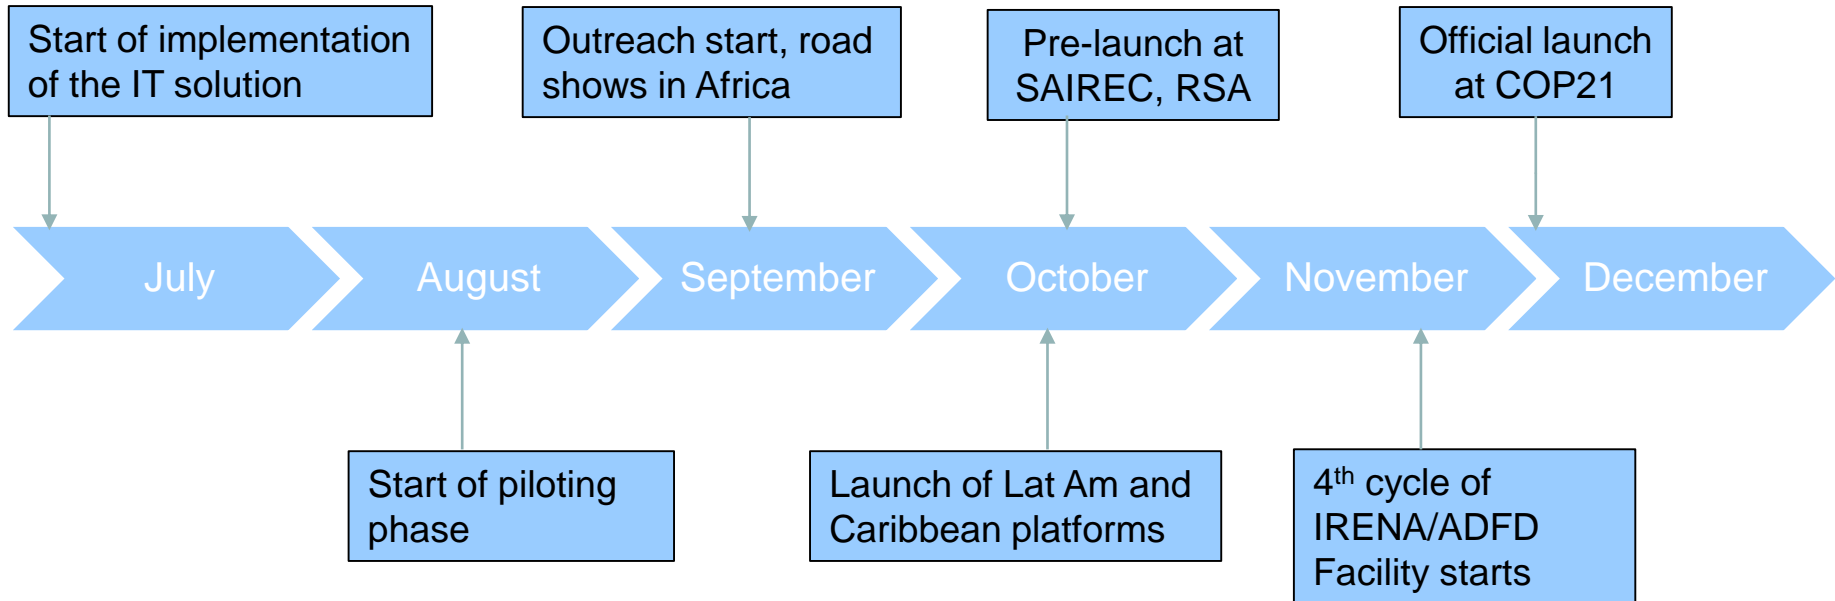 Start of implementation
of the IT solution
Outreach start, road
shows in Africa
Pre-launch at
SAIREC, RSA
Official launch
at COP21
July
August
September
October
November
December
Start of piloting
phase
Launch of Lat Am and
Caribbean platforms
4th cycle of
IRENA/ADFD
Facility starts